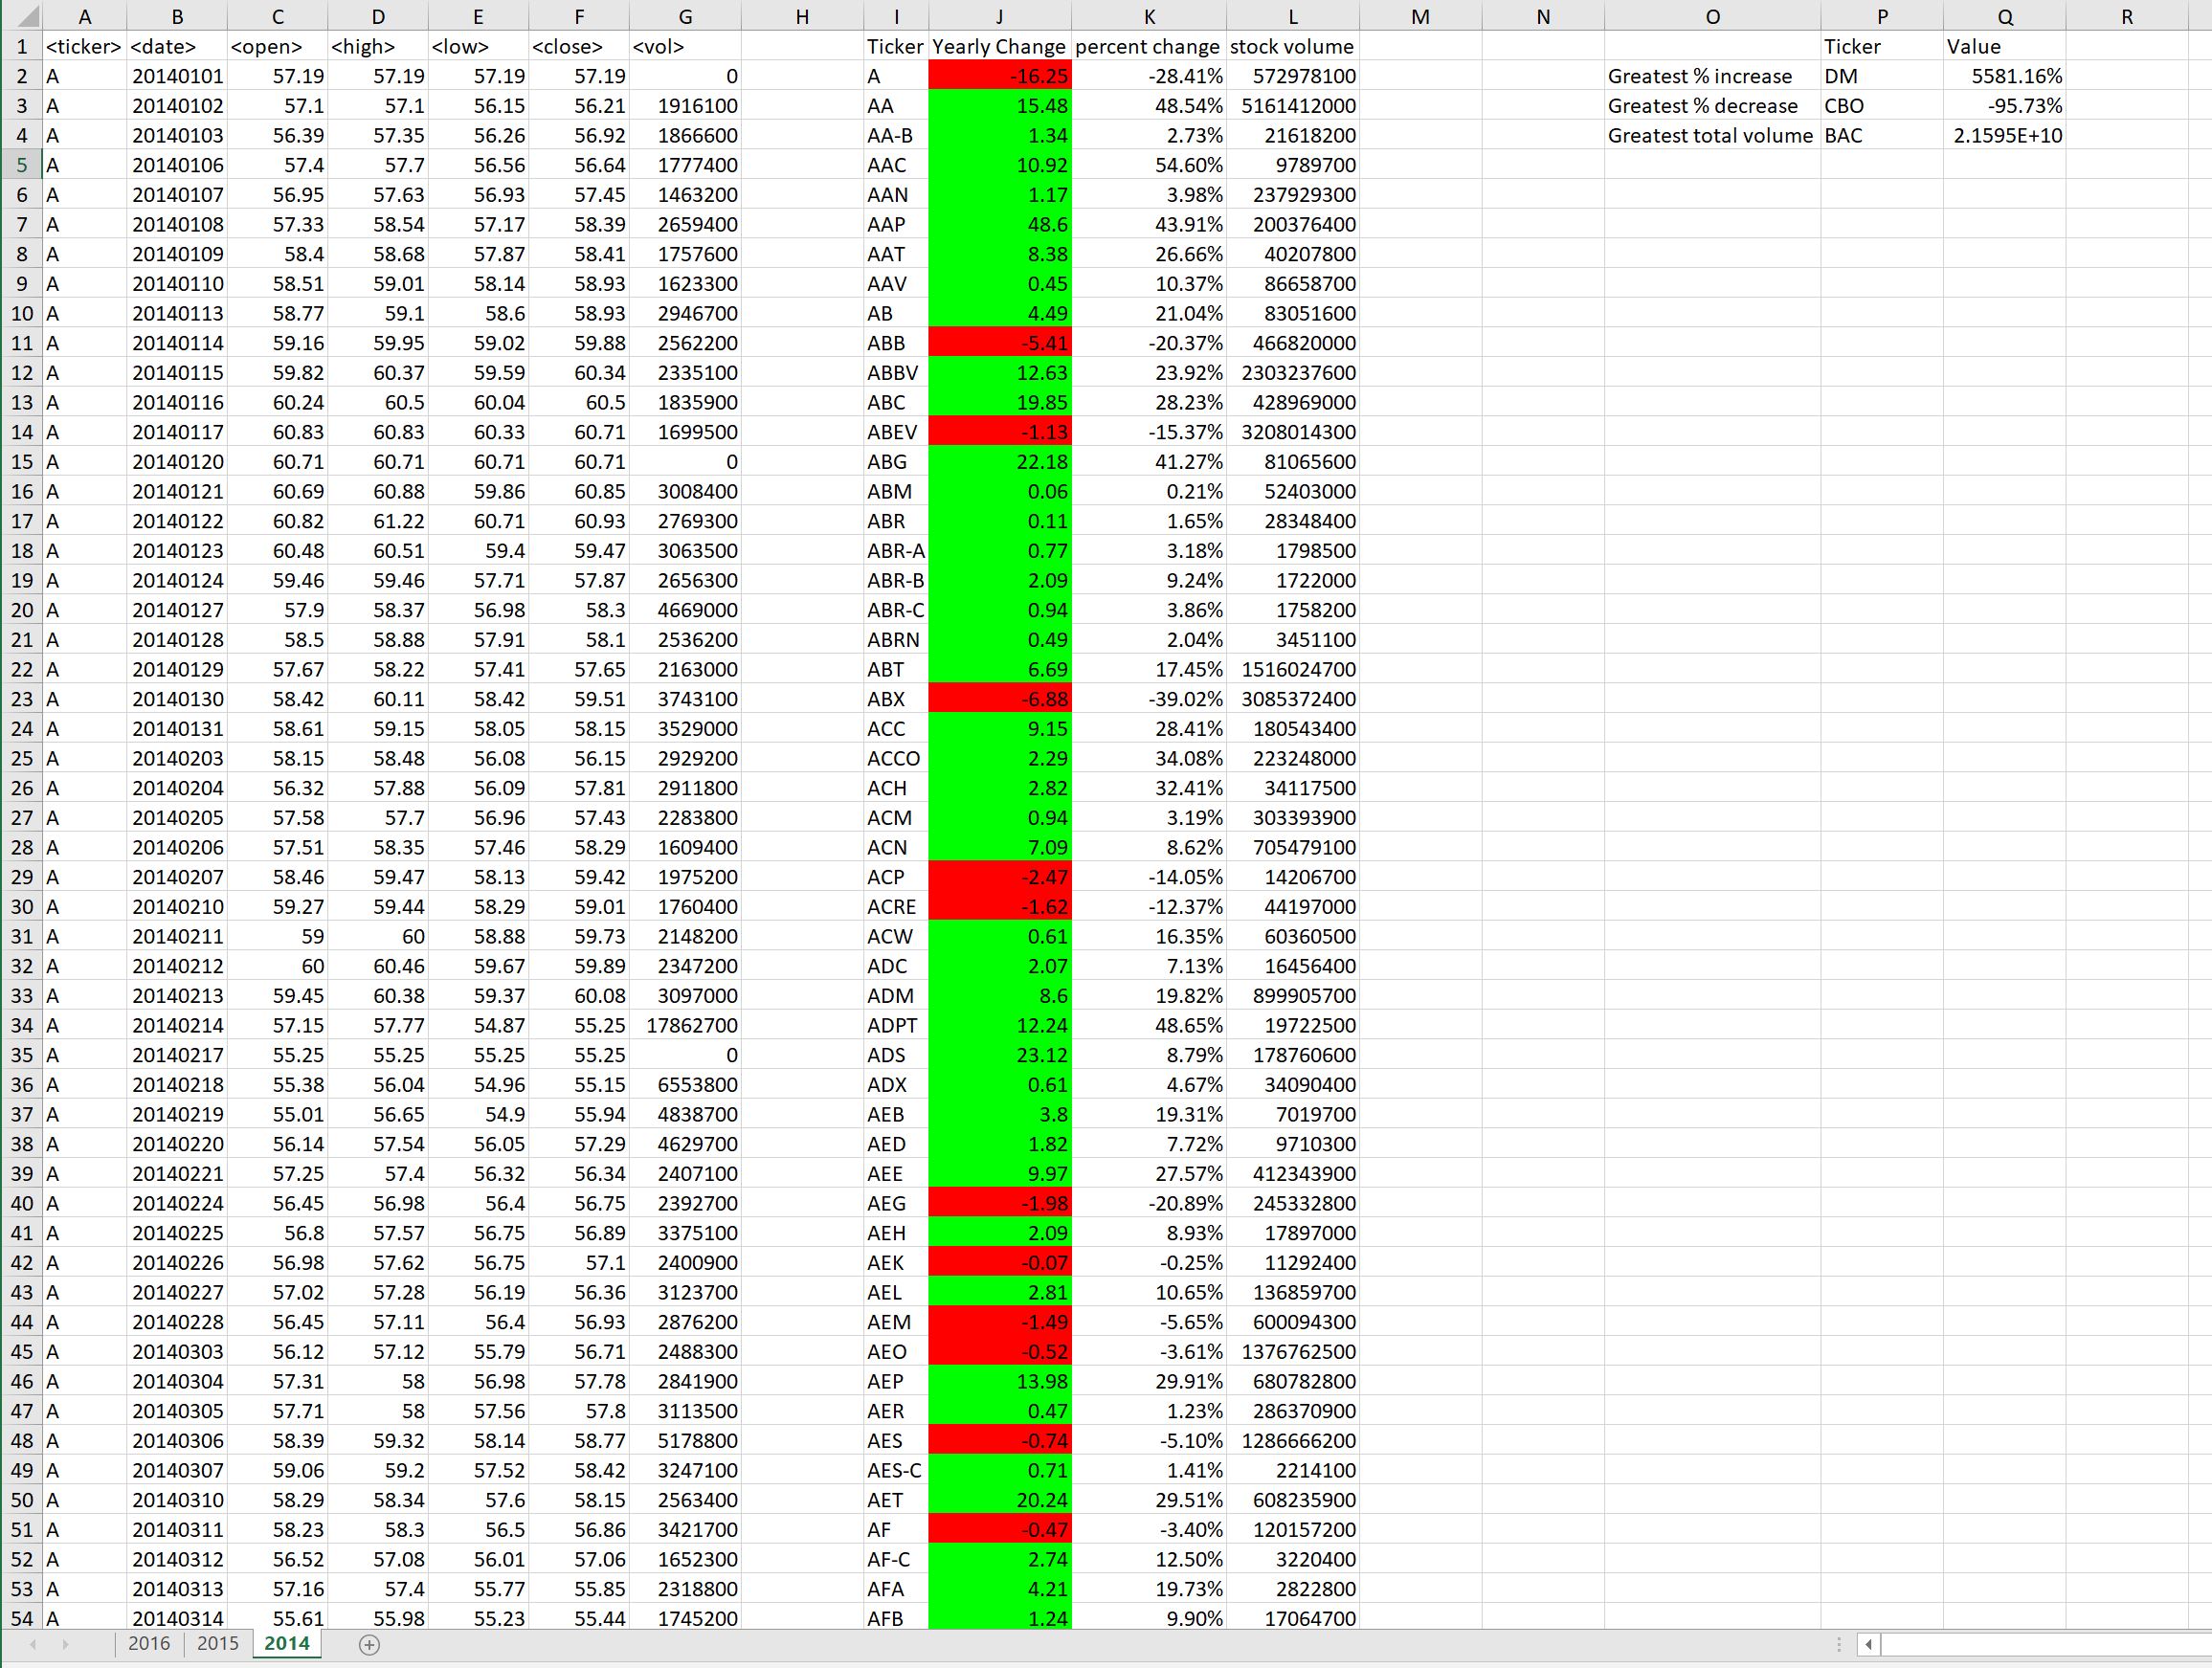 A B C D E F G H I J K L M N O P Q R
1 <ticker> <date> <open> <high> <low> <close> <vol> Ticker Yearly Change percent change stock volume Ticker Value
2 A 20140101 57.19 57.19 57.19 57.19 0 A -16.25 -28.41% 572978100 Greatest % increase DM 5581.16%
3 A 20140102 57.1 57.1 56.15 56.21 1916100 AA 15.48 48.54% 5161412000 Greatest % decrease CBO -95.73%
4 A 20140103 56.39 57.35 56.26 56.92 1866600 AA-B 1.34 2.73% 21618200 Greatest total volume BAC 2.1595E+10
5 A 20140106 57.4 57.7 56.56 56.64 1777400 AAC 10.92 54.60% 9789700
6 A 20140107 56.95 57.63 56.93 57.45 1463200 AAN 1.17 3.98% 237929300
7 A 20140108 57.33 58.54 57.17 58.39 2659400 AAP 48.6 43.91% 200376400
8 A 20140109 58.4 58.68 57.87 58.41 1757600 AAT 8.38 26.66% 40207800
9 A 20140110 58.51 59.01 58.14 58.93 1623300 AAV 0.45 10.37% 86658700
10 A 20140113 58.77 59.1 58.6 58.93 2946700 AB 4.49 21.04% 83051600
11 A 20140114 59.16 59.95 59.02 59.88 2562200 ABB -5.41 -20.37% 466820000
12 A 20140115 59.82 60.37 59.59 60.34 2335100 ABBV 12.63 23.92% 2303237600
13 A 20140116 60.24 60.5 60.04 60.5 1835900 ABC 19.85 28.23% 428969000
14 A 20140117 60.83 60.83 60.33 60.71 1699500 ABEV -1.13 -15.37% 3208014300
15 A 20140120 60.71 60.71 60.71 60.71 0 ABG 22.18 41.27% 81065600
16 A 20140121 60.69 60.88 59.86 60.85 3008400 ABM 0.06 0.21% 52403000
17 A 20140122 60.82 61.22 60.71 60.93 2769300 ABR 0.11 1.65% 28348400
18 A 20140123 60.48 60.51 59.4 59.47 3063500 ABR-A 0.77 3.18% 1798500
19 A 20140124 59.46 59.46 57.71 57.87 2656300 ABR-B 2.09 9.24% 1722000
20 A 20140127 57.9 58.37 56.98 58.3 4669000 ABR-C 0.94 3.86% 1758200
21 A 20140128 58.5 58.88 57.91 58.1 2536200 ABRN 0.49 2.04% 3451100
22 A 20140129 57.67 58.22 57.41 57.65 2163000 ABT 6.69 17.45% 1516024700
23 A 20140130 58.42 60.11 58.42 59.51 3743100 ABX -6.88 -39.02% 3085372400
24 A 20140131 58.61 59.15 58.05 58.15 3529000 ACC 9.15 28.41% 180543400
25 A 20140203 58.15 58.48 56.08 56.15 2929200 ACCO 2.29 34.08% 223248000
26 A 20140204 56.32 57.88 56.09 57.81 2911800 ACH 2.82 32.41% 34117500
27 A 20140205 57.58 57.7 56.96 57.43 2283800 ACM 0.94 3.19% 303393900
28 A 20140206 57.51 58.35 57.46 58.29 1609400 ACN 7.09 8.62% 705479100
29 A 20140207 58.46 59.47 58.13 59.42 1975200 ACP -2.47 -14.05% 14206700
30 A 20140210 59.27 59.44 58.29 59.01 1760400 ACRE -1.62 -12.37% 44197000
31 A 20140211 59 60 58.88 59.73 2148200 ACW 0.61 16.35% 60360500
32 A 20140212 60 60.46 59.67 59.89 2347200 ADC 2.07 7.13% 16456400
33 A 20140213 59.45 60.38 59.37 60.08 3097000 ADM 8.6 19.82% 899905700
34 A 20140214 57.15 57.77 54.87 55.25 17862700 ADPT 12.24 48.65% 19722500
35 A 20140217 55.25 55.25 55.25 55.25 0 ADS 23.12 8.79% 178760600
36 A 20140218 55.38 56.04 54.96 55.15 6553800 ADX 0.61 4.67% 34090400
37 A 20140219 55.01 56.65 54.9 55.94 4838700 AEB 3.8 19.31% 7019700
38 A 20140220 56.14 57.54 56.05 57.29 4629700 AED 1.82 7.72% 9710300
39 A 20140221 57.25 57.4 56.32 56.34 2407100 AEE 9.97 27.57% 412343900
40 A 20140224 56.45 56.98 56.4 56.75 2392700 AEG -1.98 -20.89% 245332800
41 A 20140225 56.8 57.57 56.75 56.89 3375100 AEH 2.09 8.93% 17897000
42 A 20140226 56.98 57.62 56.75 57.1 2400900 AEK -0.07 -0.25% 11292400
43 A 20140227 57.02 57.28 56.19 56.36 3123700 AEL 2.81 10.65% 136859700
44 A 20140228 56.45 57.11 56.4 56.93 2876200 AEM -1.49 -5.65% 600094300
45 A 20140303 56.12 57.12 55.79 56.71 2488300 AEO -0.52 -3.61% 1376762500
46 A 20140304 57.31 58 56.98 57.78 2841900 AEP 13.98 29.91% 680782800
47 A 20140305 57.71 58 57.56 57.8 3113500 AER 0.47 1.23% 286370900
48 A 20140306 58.39 59.32 58.14 58.77 5178800 AES -0.74 -5.10% 1286666200
49 A 20140307 59.06 59.2 57.52 58.42 3247100 AES-C 0.71 1.41% 2214100
50 A 20140310 58.29 58.34 57.6 58.15 2563400 AET 20.24 29.51% 608235900
51 A 20140311 58.23 58.3 56.5 56.86 3421700 AF -0.47 -3.40% 120157200
52 A 20140312 56.52 57.08 56.01 57.06 1652300 AF-C 2.74 12.50% 3220400
53 A 20140313 57.16 57.4 55.77 55.85 2318800 AFA 4.21 19.73% 2822800
54 A 20140314 55.61 55.98 55.23 55.44 1745200 AFB 1.24 9.90% 17064700
2016 2015 2014